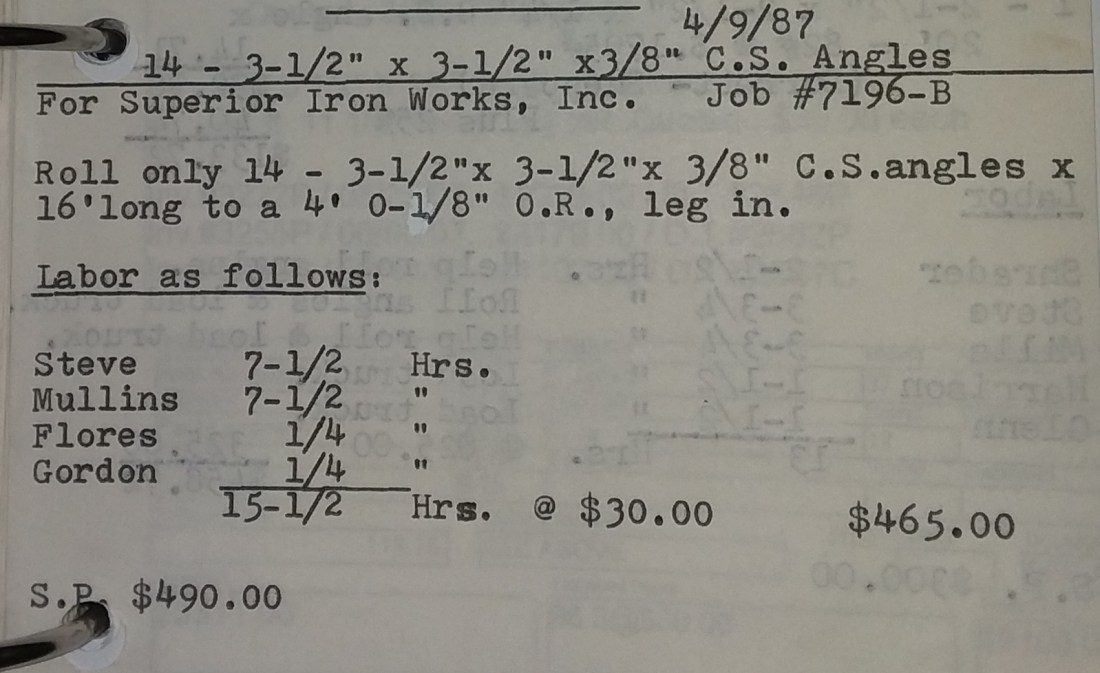 4/9/87
14 - 3-1/2" x 3-1/2" x3/8" C.S. Angles
For Superior Iron Works, Inc. - Job #7196-B
Roll only 14 - 3-1/2"x 3-1/2"x 3/8" C.S.angles x
16'long to a 4' 0-1/8" O.R., leg in.
Labor as follows:
Steve 7-1/2 Hrs.
Mullins 7-1/2 "
Flores 1/4 "
Gordon 1/4 "
15-1/2 Hrs. @ $30.00 $465.00
S.P. $490.00